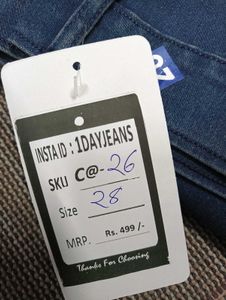 INSTA ID : 1DAYJEANS
SKU C@- 26
Size 28
MRP. Rs. 499 /-
Thanks For Choosing